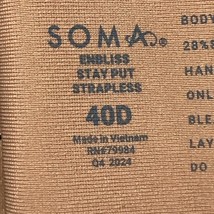 SOMA®
ENBLISS
STAY PUT
STRAPLESS
40D
Made in Vietnam
RN#79984
Q4 2024
BODY
28%
HAN
ONL
BLE
LAY
DO